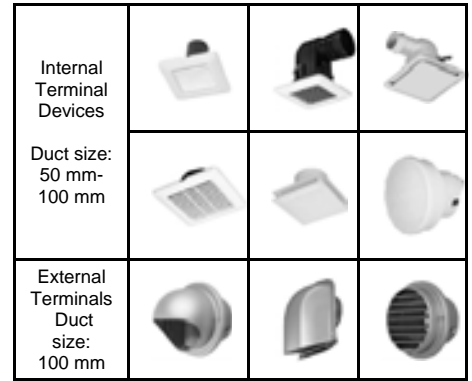 Internal
Terminal
Devices
Duct size:
50 mm-
100 mm
External
Terminals
Duct
size:
100 mm